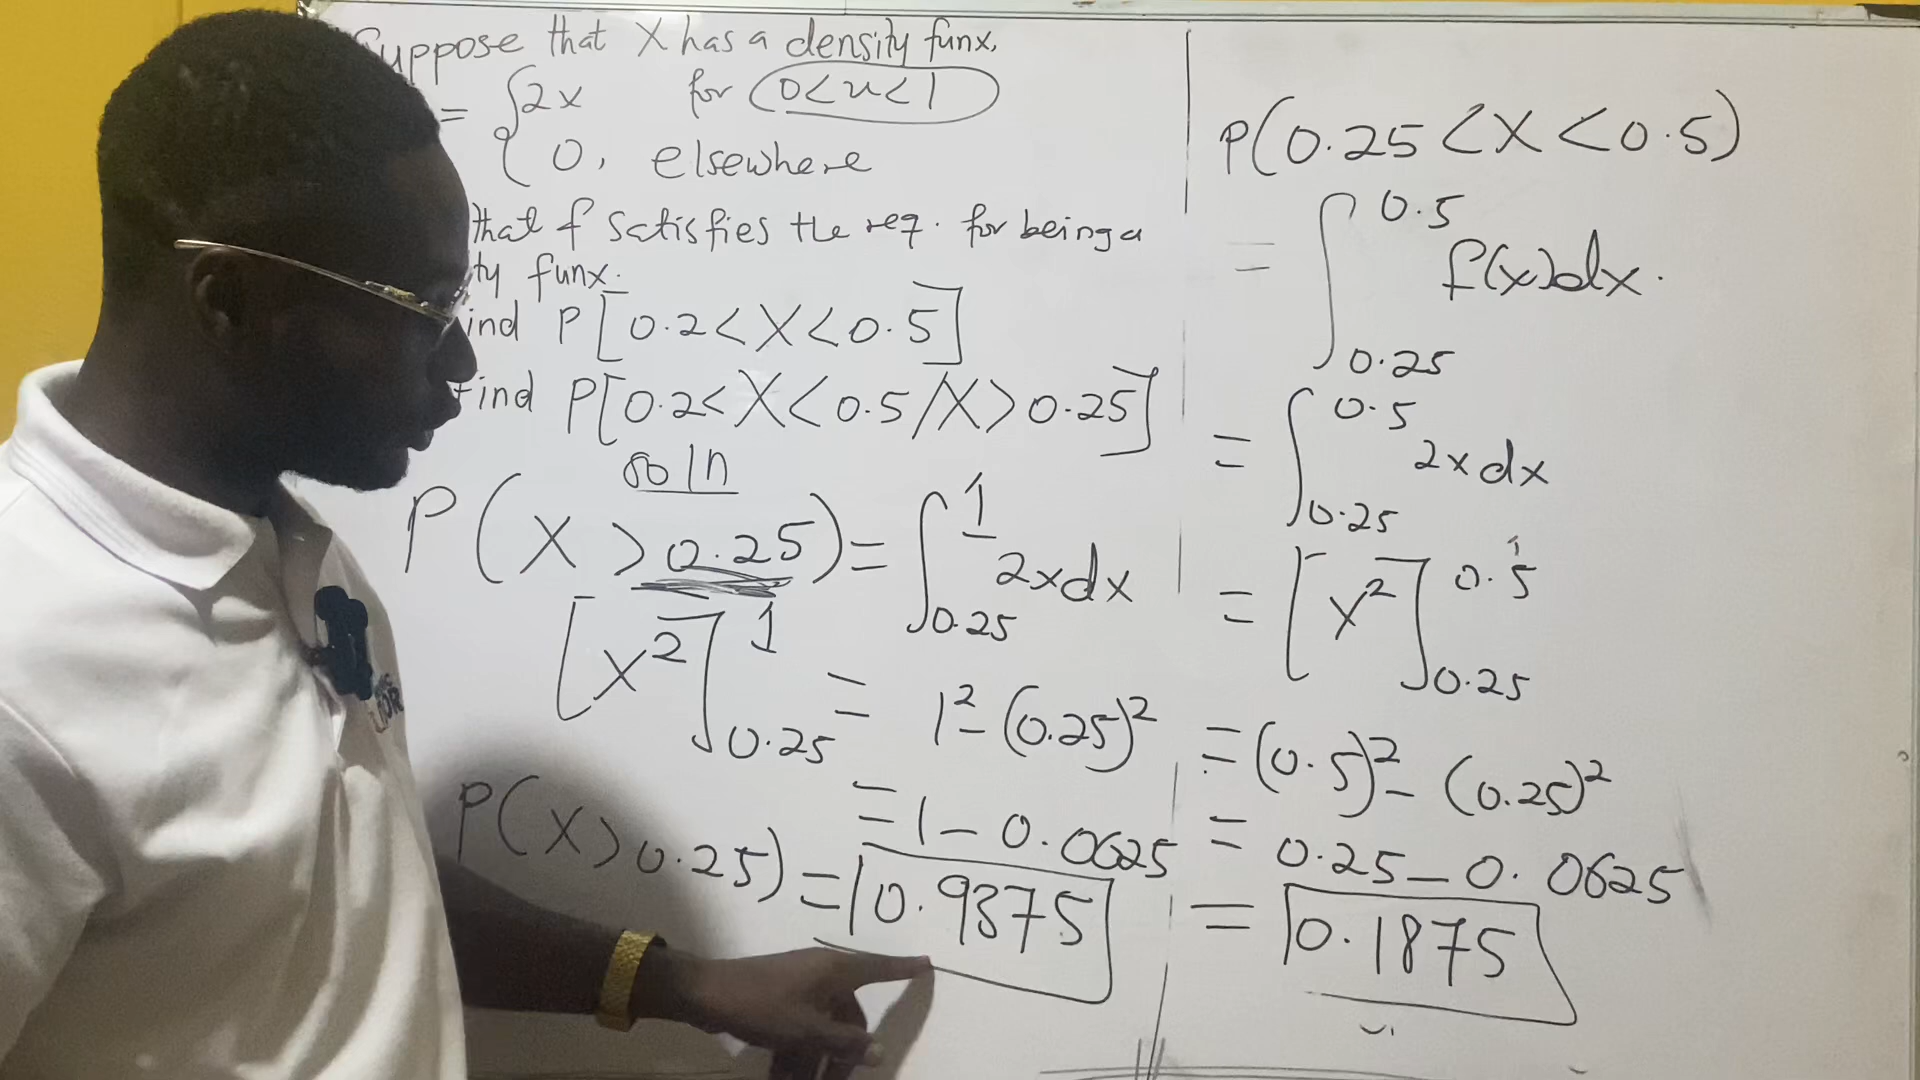 Suppose that X has a density funx.
= { 2x for 0<x<1
0, elsewhere
that f satisfies the req. for being a
ty funx.
ind P[0.2<X<0.5]
Find P[0.2<X<0.5/X>0.25]
soln
P(X>0.25) = ∫ 1 0.25 2xdx
[x²] 1 0.25 = 1² - (0.25)²
= 1 - 0.0625
P(X>0.25) = 0.9375
P(0.25<X<0.5)
= ∫ 0.5 0.25 f(x)dx.
= ∫ 0.5 0.25 2xdx
= [x²] 0.5 0.25
= (0.5)² - (0.25)²
= 0.25 - 0.0625
= 0.1875